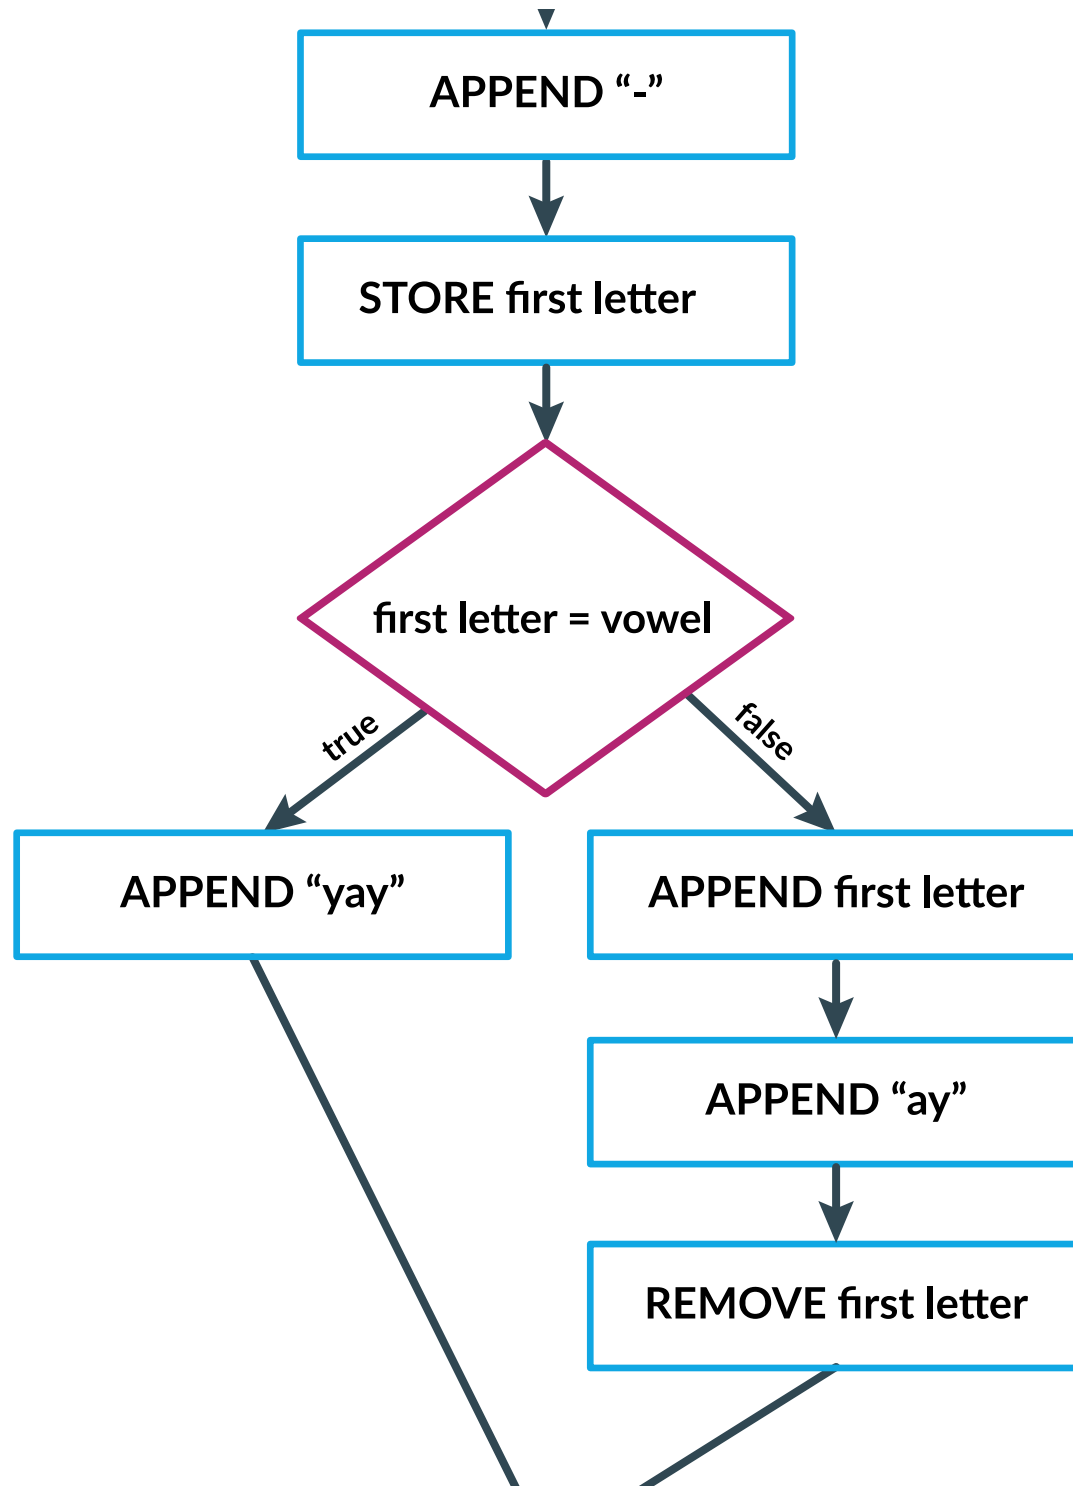 APPEND “-”
STORE first letter
first letter = vowel
true
false
APPEND “yay”
APPEND first letter
APPEND “ay”
REMOVE first letter